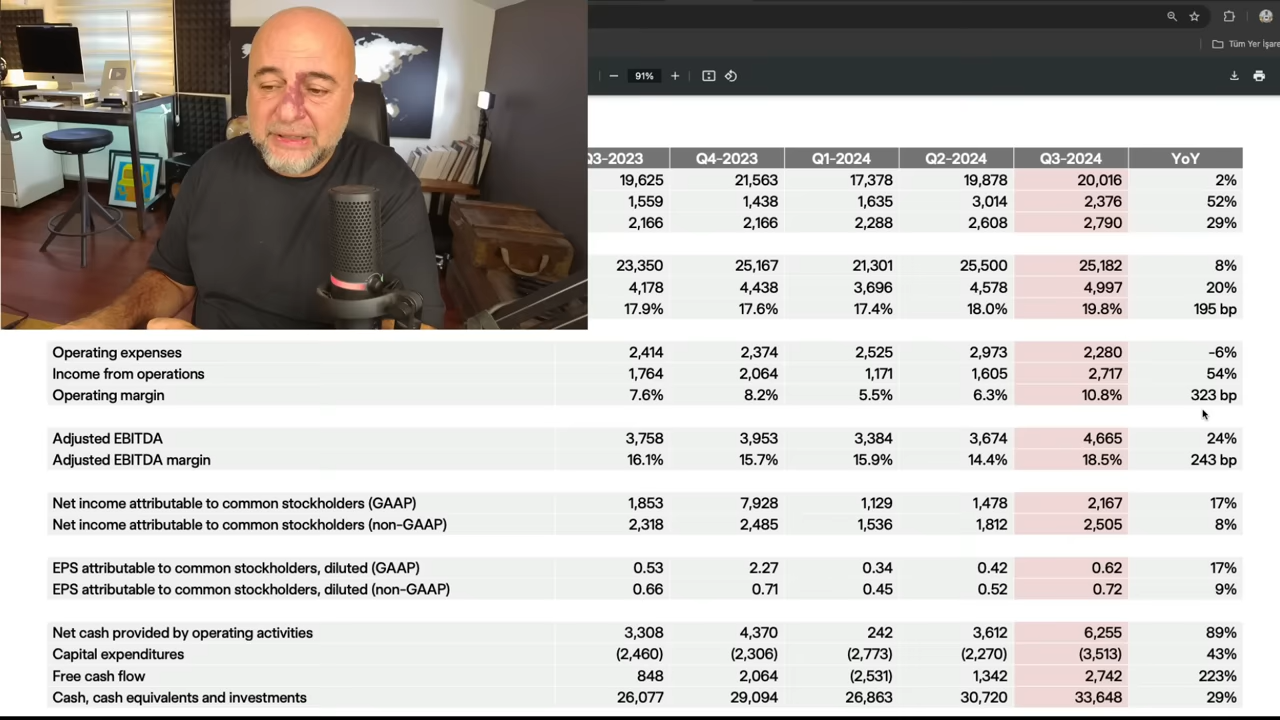 Tüm Yer İşare
91%
Q3-2023 Q4-2023 Q1-2024 Q2-2024 Q3-2024 YoY
19,625 21,563 17,378 19,878 20,016 2%
1,559 1,438 1,635 3,014 2,376 52%
2,166 2,166 2,288 2,608 2,790 29%
23,350 25,167 21,301 25,500 25,182 8%
4,178 4,438 3,696 4,578 4,997 20%
17.9% 17.6% 17.4% 18.0% 19.8% 195 bp
Operating expenses 2,414 2,374 2,525 2,973 2,280 -6%
Income from operations 1,764 2,064 1,171 1,605 2,717 54%
Operating margin 7.6% 8.2% 5.5% 6.3% 10.8% 323 bp
Adjusted EBITDA 3,758 3,953 3,384 3,674 4,665 24%
Adjusted EBITDA margin 16.1% 15.7% 15.9% 14.4% 18.5% 243 bp
Net income attributable to common stockholders (GAAP) 1,853 7,928 1,129 1,478 2,167 17%
Net income attributable to common stockholders (non-GAAP) 2,318 2,485 1,536 1,812 2,505 8%
EPS attributable to common stockholders, diluted (GAAP) 0.53 2.27 0.34 0.42 0.62 17%
EPS attributable to common stockholders, diluted (non-GAAP) 0.66 0.71 0.45 0.52 0.72 9%
Net cash provided by operating activities 3,308 4,370 242 3,612 6,255 89%
Capital expenditures (2,460) (2,306) (2,773) (2,270) (3,513) 43%
Free cash flow 848 2,064 (2,531) 1,342 2,742 223%
Cash, cash equivalents and investments 26,077 29,094 26,863 30,720 33,648 29%